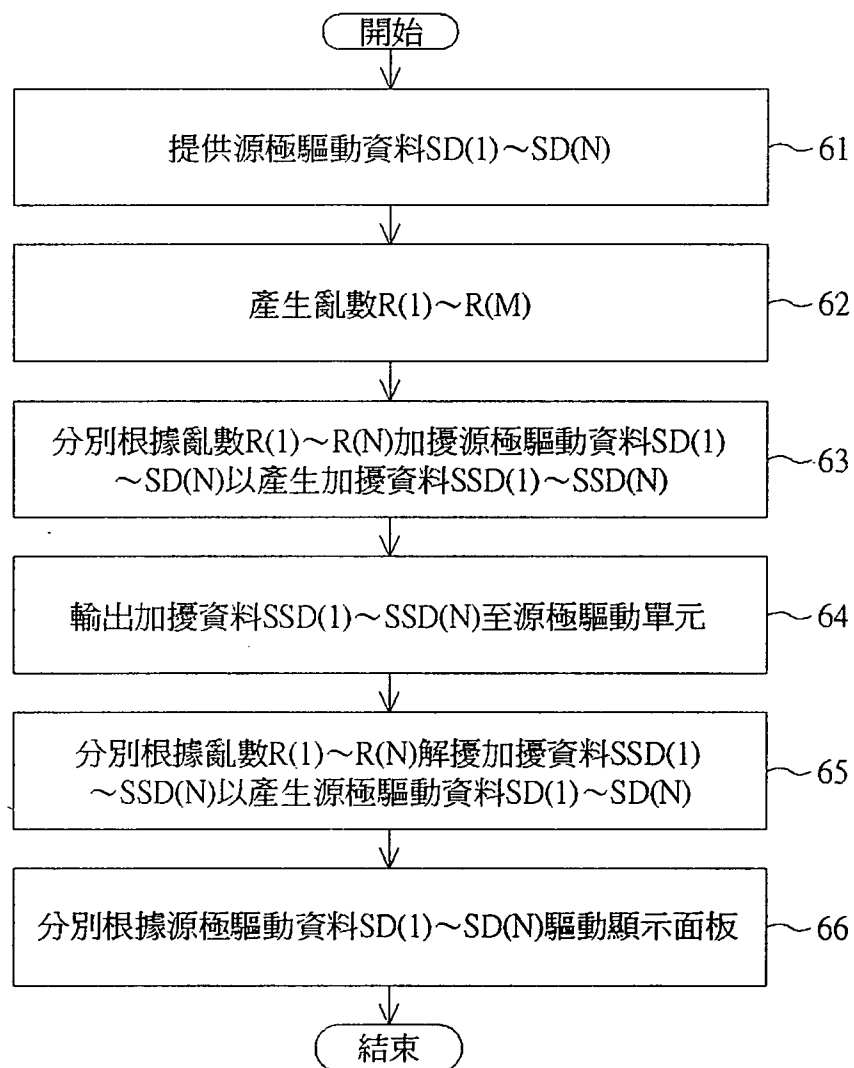 開始
提供源極驅動資料SD(1)～SD(N)
61
產生亂數R(1)～R(M)
62
分別根據亂數R(1)～R(N)加擾源極驅動資料SD(1)
～SD(N)以產生加擾資料SSD(1)～SSD(N)
63
輸出加擾資料SSD(1)～SSD(N)至源極驅動單元
64
分別根據亂數R(1)～R(N)解擾加擾資料SSD(1)
～SSD(N)以產生源極驅動資料SD(1)～SD(N)
65
分別根據源極驅動資料SD(1)～SD(N)驅動顯示面板
66
結束